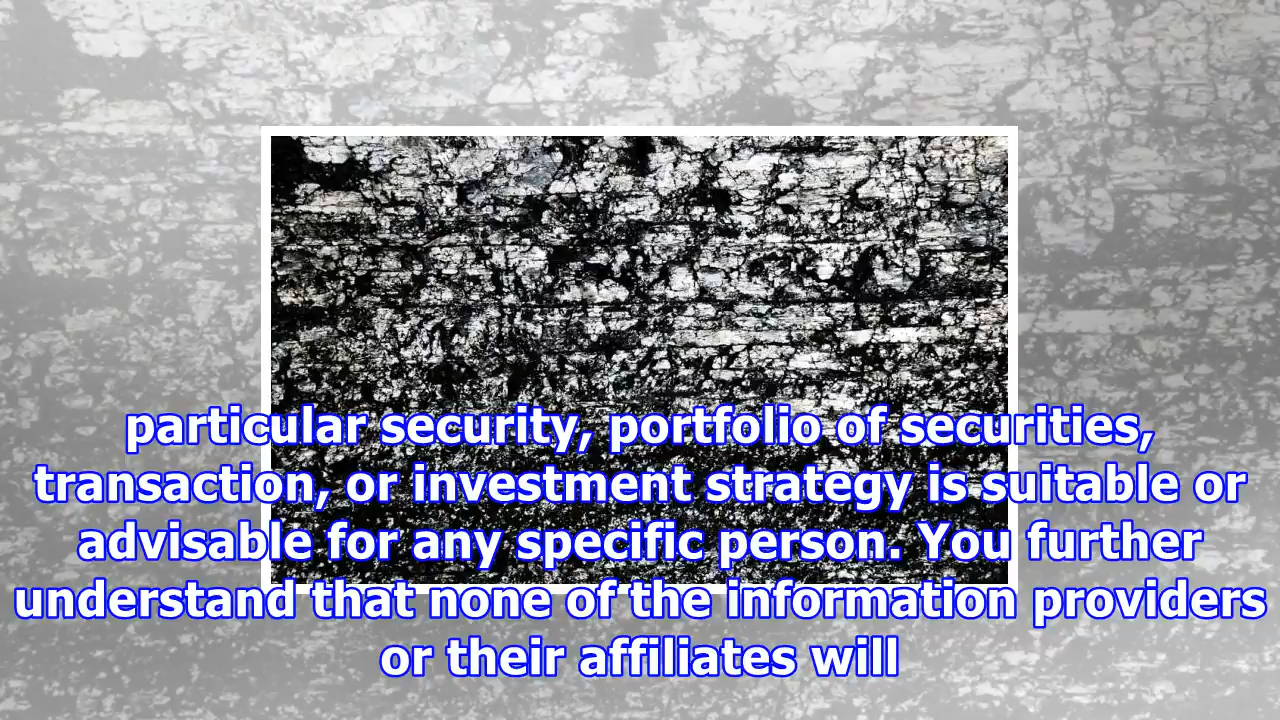 particular security, portfolio of securities,
transaction, or investment strategy is suitable or
advisable for any specific person. You further
understand that none of the information providers
or their affiliates will